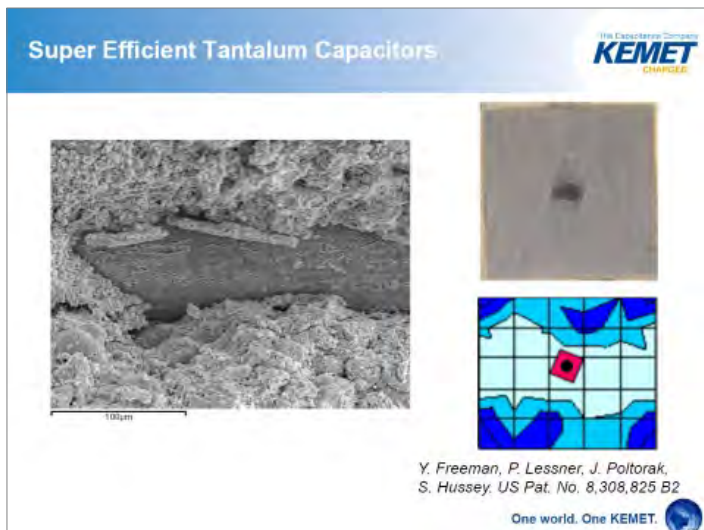 The Capacitance Company
Super Efficient Tantalum Capacitors
KEMET
CHARGED
100µm
Y. Freeman, P. Lessner, J. Poltorak,
S. Hussey. US Pat. No. 8,308,825 B2
One world. One KEMET.